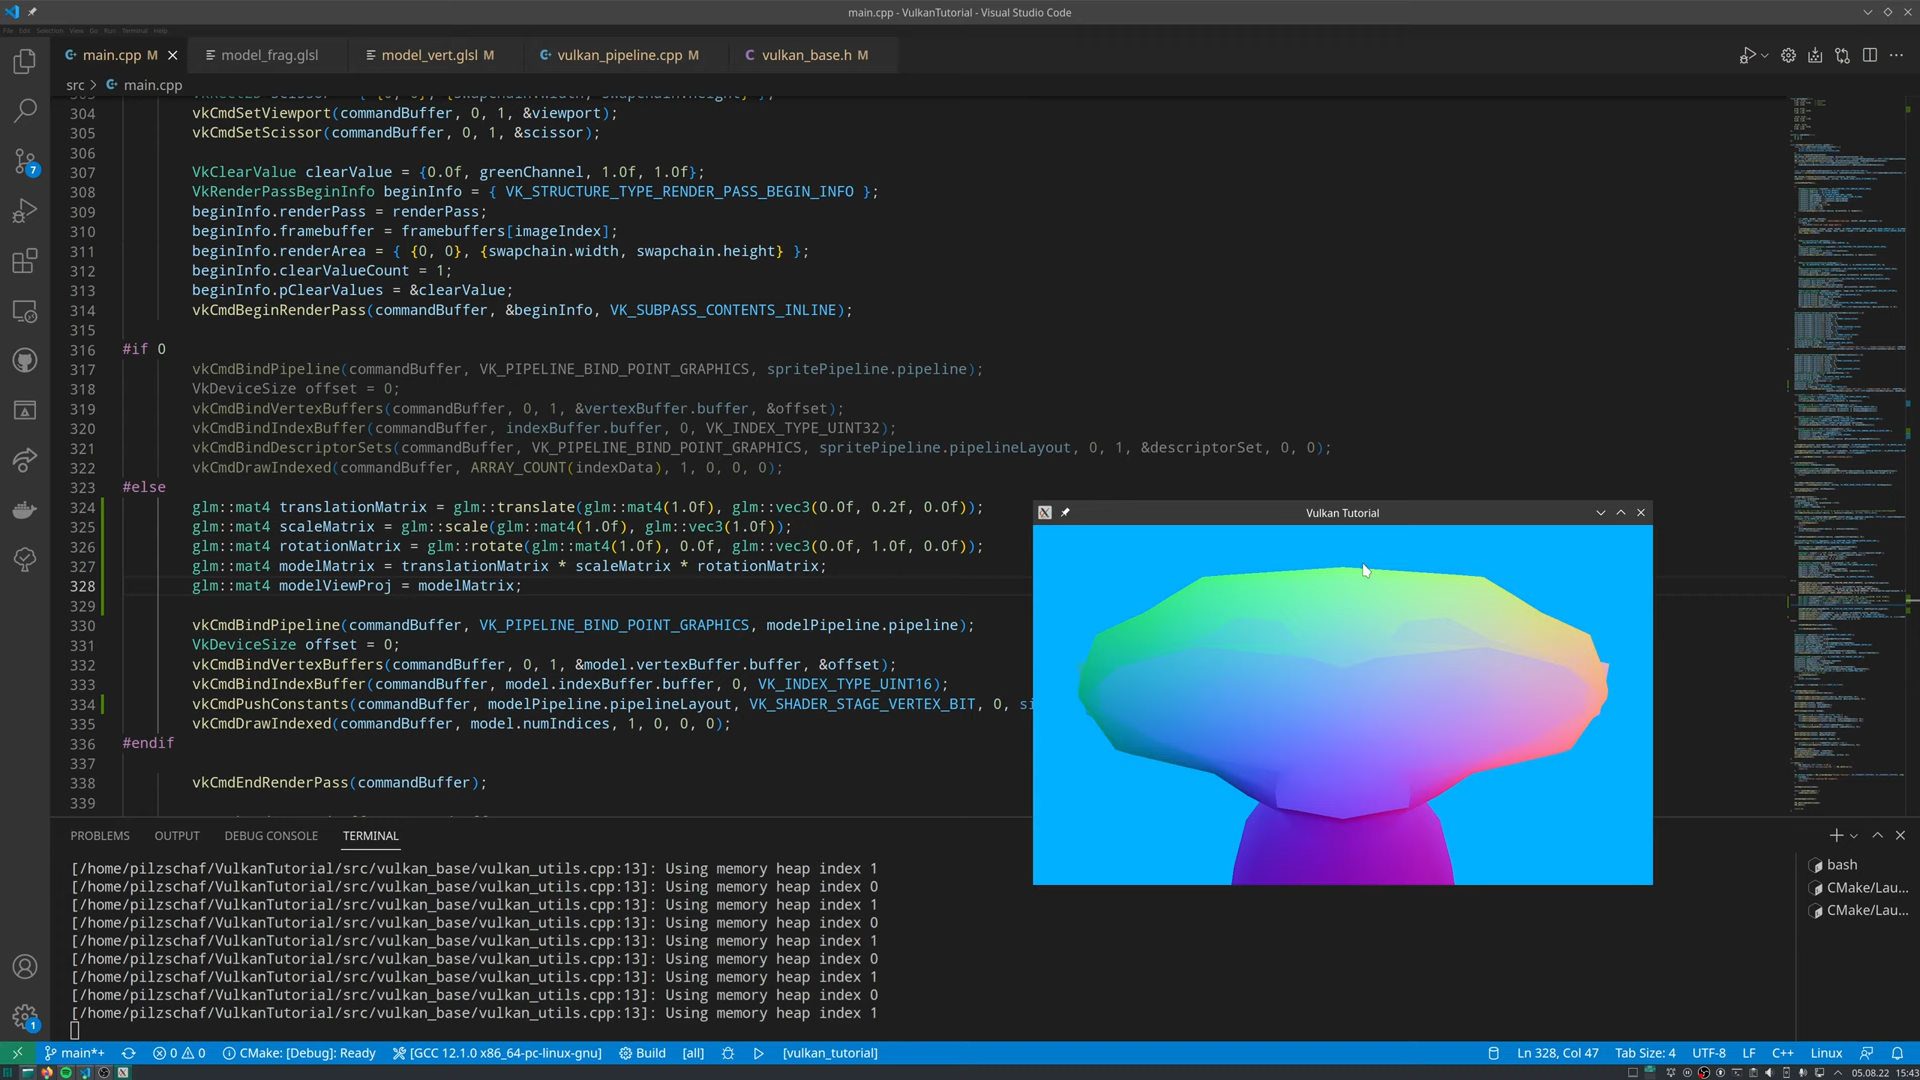 main.cpp - VulkanTutorial - Visual Studio Code
File Edit Selection View Go Run Terminal Help
main.cpp M
model_frag.glsl
model_vert.glsl M
vulkan_pipeline.cpp M
vulkan_base.h M
src > main.cpp
304 vkCmdSetViewport(commandBuffer, 0, 1, &viewport);
305 vkCmdSetScissor(commandBuffer, 0, 1, &scissor);
306
307 VkClearValue clearValue = {0.0f, greenChannel, 1.0f, 1.0f};
308 VkRenderPassBeginInfo beginInfo = { VK_STRUCTURE_TYPE_RENDER_PASS_BEGIN_INFO };
309 beginInfo.renderPass = renderPass;
310 beginInfo.framebuffer = framebuffers[imageIndex];
311 beginInfo.renderArea = { {0, 0}, {swapchain.width, swapchain.height} };
312 beginInfo.clearValueCount = 1;
313 beginInfo.pClearValues = &clearValue;
314 vkCmdBeginRenderPass(commandBuffer, &beginInfo, VK_SUBPASS_CONTENTS_INLINE);
315
316 #if 0
317 vkCmdBindPipeline(commandBuffer, VK_PIPELINE_BIND_POINT_GRAPHICS, spritePipeline.pipeline);
318 VkDeviceSize offset = 0;
319 vkCmdBindVertexBuffers(commandBuffer, 0, 1, &vertexBuffer.buffer, &offset);
320 vkCmdBindIndexBuffer(commandBuffer, indexBuffer.buffer, 0, VK_INDEX_TYPE_UINT32);
321 vkCmdBindDescriptorSets(commandBuffer, VK_PIPELINE_BIND_POINT_GRAPHICS, spritePipeline.pipelineLayout, 0, 1, &descriptorSet, 0, 0);
322 vkCmdDrawIndexed(commandBuffer, ARRAY_COUNT(indexData), 1, 0, 0, 0);
323 #else
324 glm::mat4 translationMatrix = glm::translate(glm::mat4(1.0f), glm::vec3(0.0f, 0.2f, 0.0f));
325 glm::mat4 scaleMatrix = glm::scale(glm::mat4(1.0f), glm::vec3(1.0f));
326 glm::mat4 rotationMatrix = glm::rotate(glm::mat4(1.0f), 0.0f, glm::vec3(0.0f, 1.0f, 0.0f));
327 glm::mat4 modelMatrix = translationMatrix * scaleMatrix * rotationMatrix;
328 glm::mat4 modelViewProj = modelMatrix;
329
330 vkCmdBindPipeline(commandBuffer, VK_PIPELINE_BIND_POINT_GRAPHICS, modelPipeline.pipeline);
331 VkDeviceSize offset = 0;
332 vkCmdBindVertexBuffers(commandBuffer, 0, 1, &model.vertexBuffer.buffer, &offset);
333 vkCmdBindIndexBuffer(commandBuffer, model.indexBuffer.buffer, 0, VK_INDEX_TYPE_UINT16);
334 vkCmdPushConstants(commandBuffer, modelPipeline.pipelineLayout, VK_SHADER_STAGE_VERTEX_BIT, 0, si
335 vkCmdDrawIndexed(commandBuffer, model.numIndices, 1, 0, 0, 0);
336 #endif
337
338 vkCmdEndRenderPass(commandBuffer);
339
Vulkan Tutorial
PROBLEMS OUTPUT DEBUG CONSOLE TERMINAL
[/home/pilzschaf/VulkanTutorial/src/vulkan_base/vulkan_utils.cpp:13]: Using memory heap index 1
[/home/pilzschaf/VulkanTutorial/src/vulkan_base/vulkan_utils.cpp:13]: Using memory heap index 0
[/home/pilzschaf/VulkanTutorial/src/vulkan_base/vulkan_utils.cpp:13]: Using memory heap index 1
[/home/pilzschaf/VulkanTutorial/src/vulkan_base/vulkan_utils.cpp:13]: Using memory heap index 0
[/home/pilzschaf/VulkanTutorial/src/vulkan_base/vulkan_utils.cpp:13]: Using memory heap index 1
[/home/pilzschaf/VulkanTutorial/src/vulkan_base/vulkan_utils.cpp:13]: Using memory heap index 0
[/home/pilzschaf/VulkanTutorial/src/vulkan_base/vulkan_utils.cpp:13]: Using memory heap index 1
[/home/pilzschaf/VulkanTutorial/src/vulkan_base/vulkan_utils.cpp:13]: Using memory heap index 0
[/home/pilzschaf/VulkanTutorial/src/vulkan_base/vulkan_utils.cpp:13]: Using memory heap index 1
bash
CMake/Lau...
CMake/Lau...
7
1
main*+ 0 0 CMake: [Debug]: Ready [GCC 12.1.0 x86_64-pc-linux-gnu] Build [all] [vulkan_tutorial] Ln 328, Col 47 Tab Size: 4 UTF-8 LF C++ Linux
05.08.22 15:43